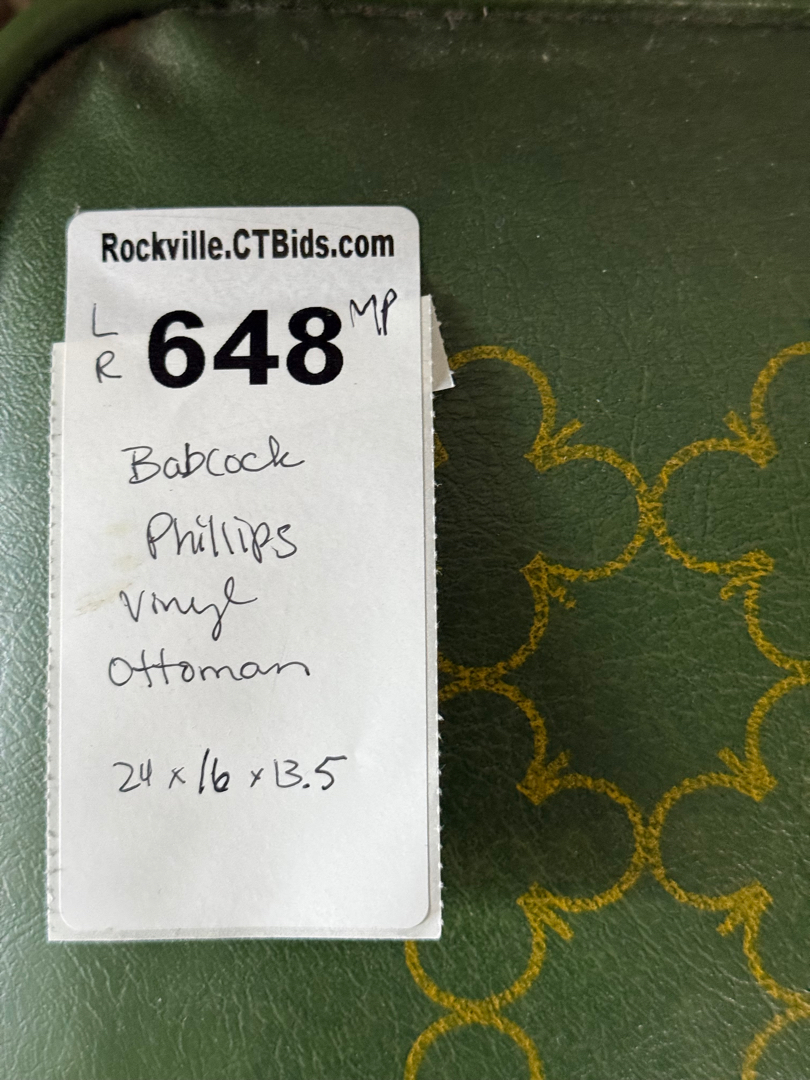 Rockville.CTBids.com
L R 648 MP
Babcock
Phillips
Vinyl
Ottoman
24 x 16 x 13.5